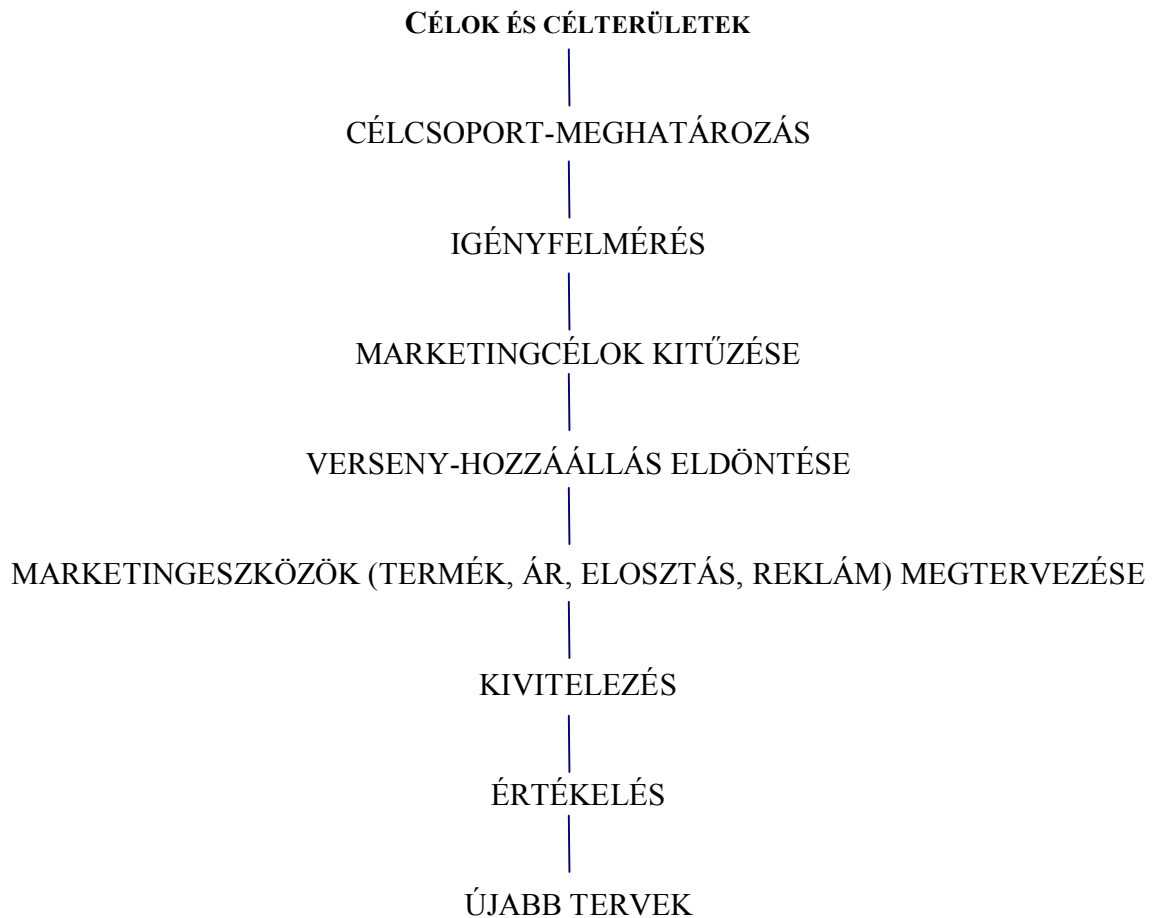 CÉLOK ÉS CÉLTERÜLETEK
CÉLCSOPORT-MEGHATÁROZÁS
IGÉNYFELMÉRÉS
MARKETINGCÉLOK KITŰZÉSE
VERSENY-HOZZÁÁLLÁS ELDÖNTÉSE
MARKETINGESZKÖZÖK (TERMÉK, ÁR, ELOSZTÁS, REKLÁM) MEGTERVEZÉSE
KIVITELEZÉS
ÉRTÉKELÉS
ÚJABB TERVEK